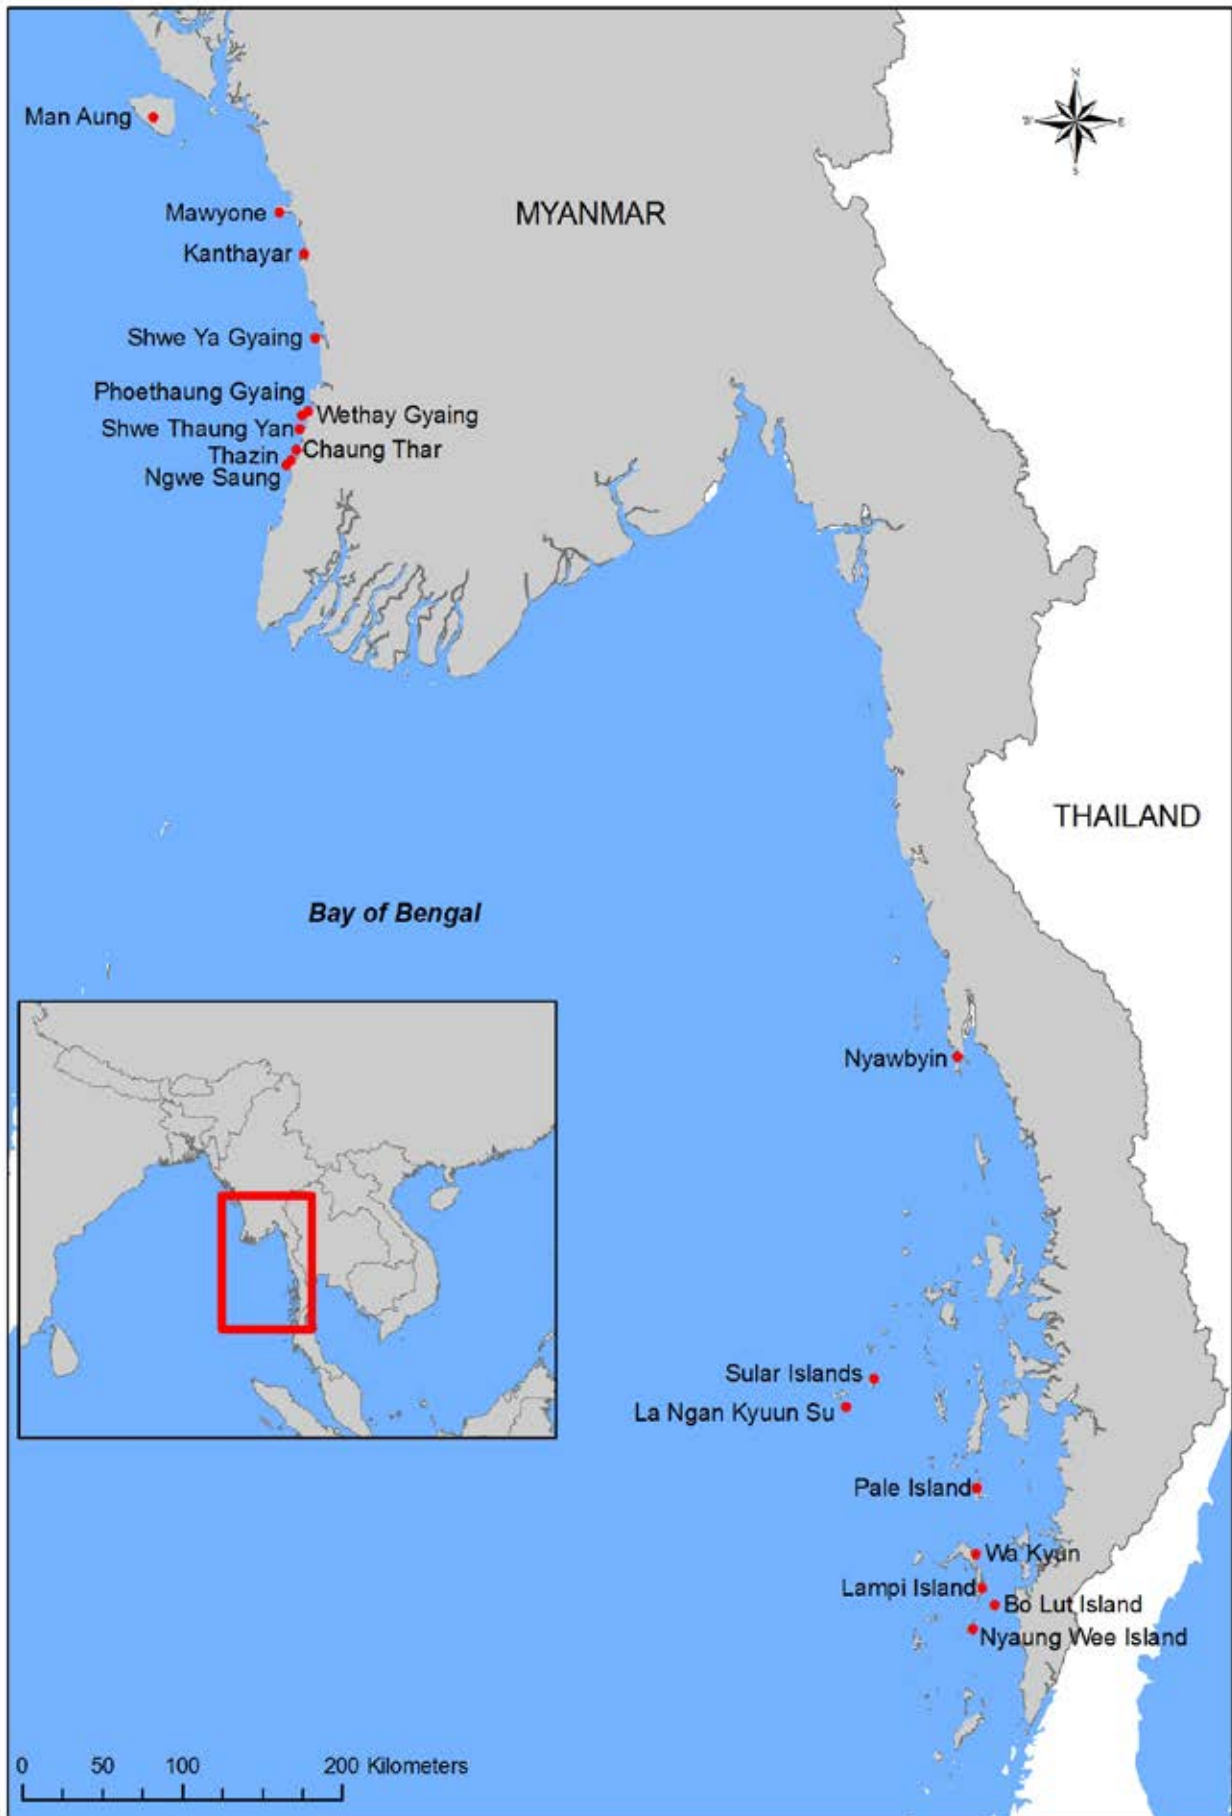 N
W E
S
Man Aung
Mawyone
MYANMAR
Kanthayar
Shwe Ya Gyaing
Phoethaung Gyaing
Wethay Gyaing
Shwe Thaung Yan
Chaung Thar
Thazin
Ngwe Saung
THAILAND
Bay of Bengal
Nyawbyin
Sular Islands
La Ngan Kyuun Su
Pale Island
Wa Kyun
Lampi Island
Bo Lut Island
Nyaung Wee Island
0 50 100 200 Kilometers